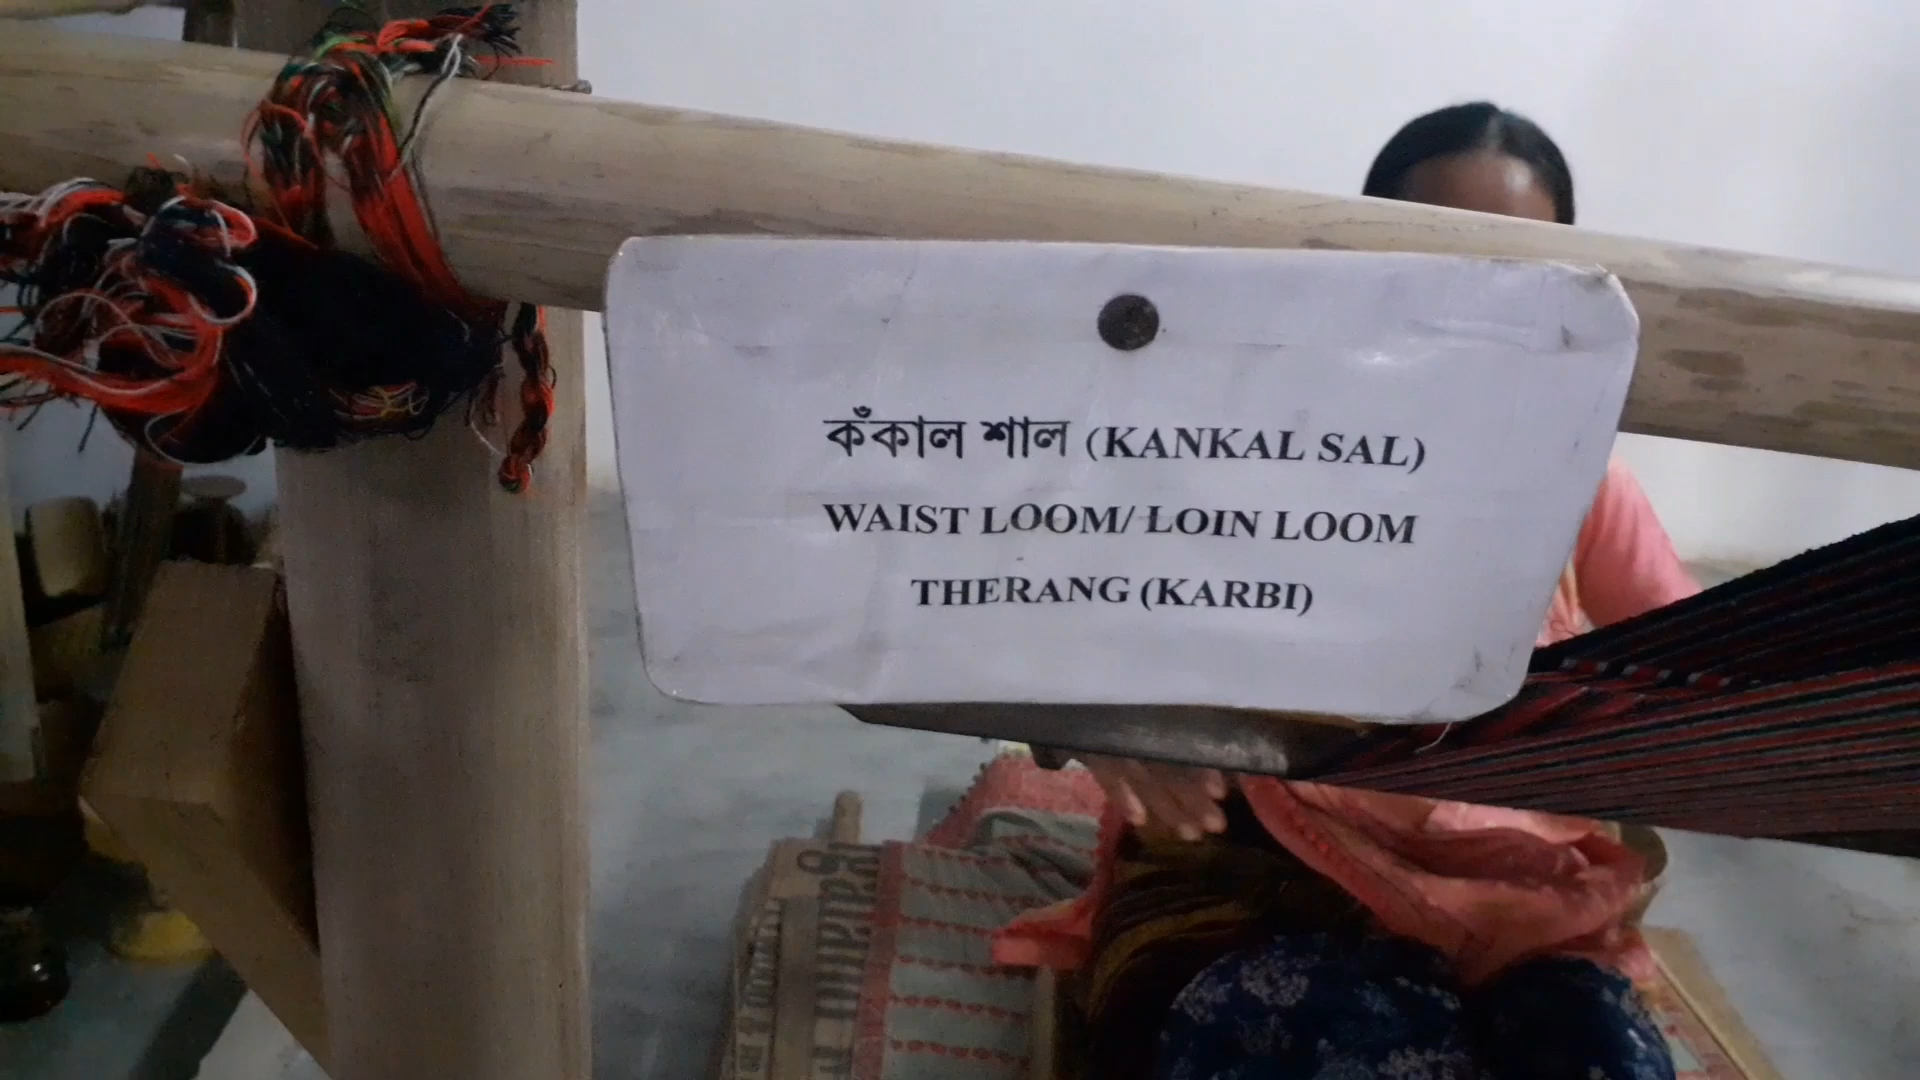 কঁকাল শাল (KANKAL SAL)
WAIST LOOM/ LOIN LOOM
THERANG (KARBI)